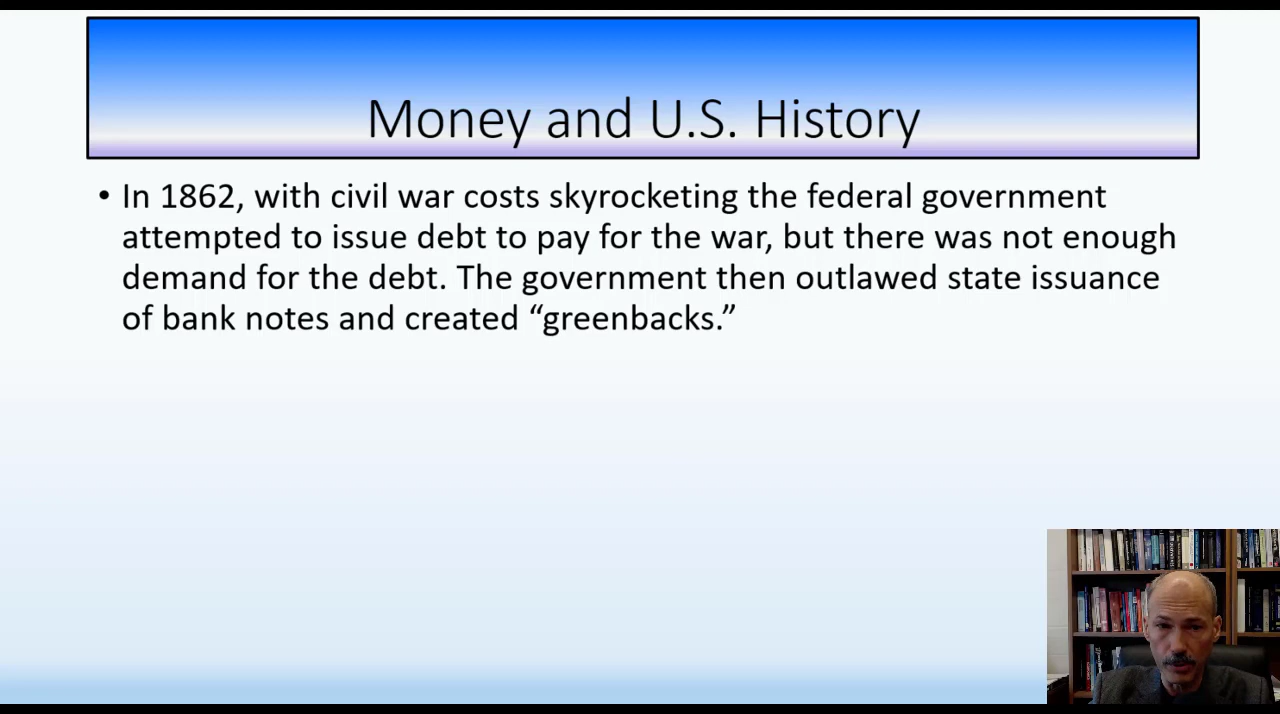 Money and U.S. History
• In 1862, with civil war costs skyrocketing the federal government
attempted to issue debt to pay for the war, but there was not enough
demand for the debt. The government then outlawed state issuance
of bank notes and created “greenbacks.”